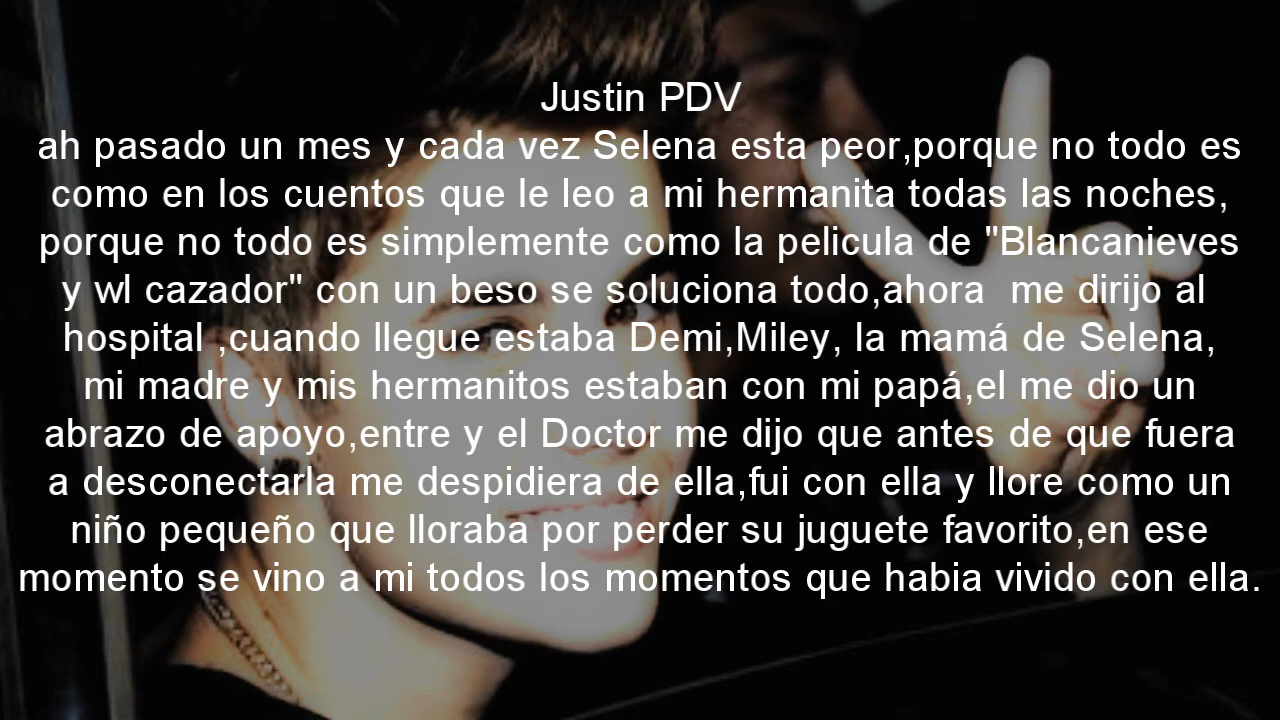 Justin PDV
ah pasado un mes y cada vez Selena esta peor,porque no todo es
como en los cuentos que le leo a mi hermanita todas las noches,
porque no todo es simplemente como la pelicula de "Blancanieves
y wl cazador" con un beso se soluciona todo,ahora  me dirijo al
hospital ,cuando llegue estaba Demi,Miley, la mamá de Selena,
mi madre y mis hermanitos estaban con mi papá,el me dio un
abrazo de apoyo,entre y el Doctor me dijo que antes de que fuera
a desconectarla me despidiera de ella,fui con ella y llore como un
niño pequeño que lloraba por perder su juguete favorito,en ese
momento se vino a mi todos los momentos que habia vivido con ella.